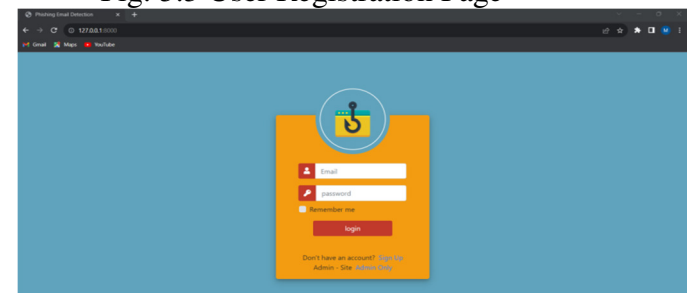 Fig. 5.5 User Registration Page
Phishing Email Detection
127.0.0.1:8000
Gmail Maps YouTube
M
Email
password
Remember me
login
Don't have an account? Sign Up
Admin - Site Admin Only